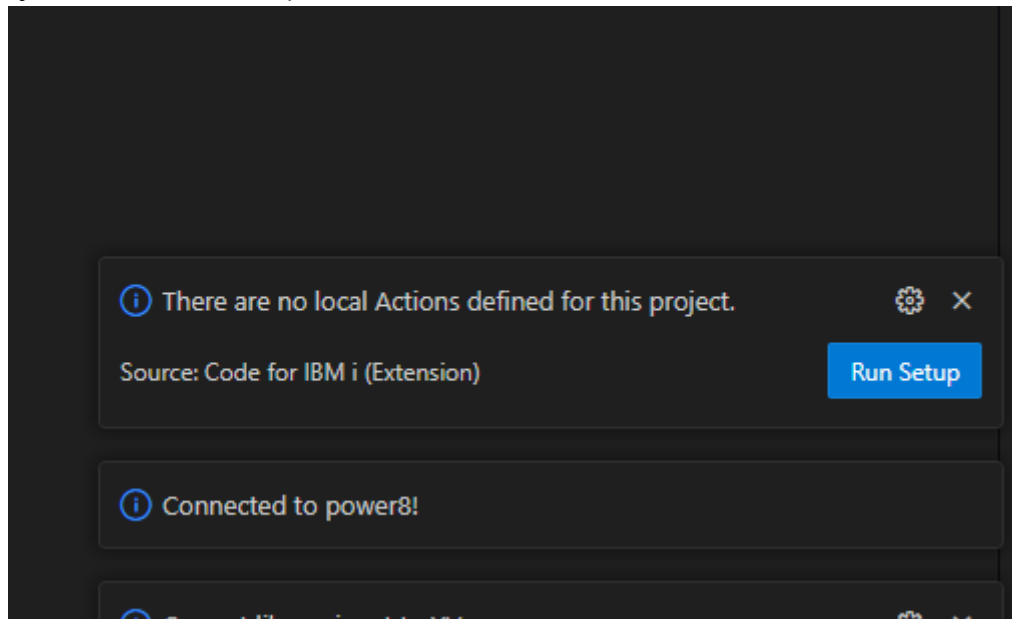 There are no local Actions defined for this project.
Source: Code for IBM i (Extension)
Run Setup
Connected to power8!